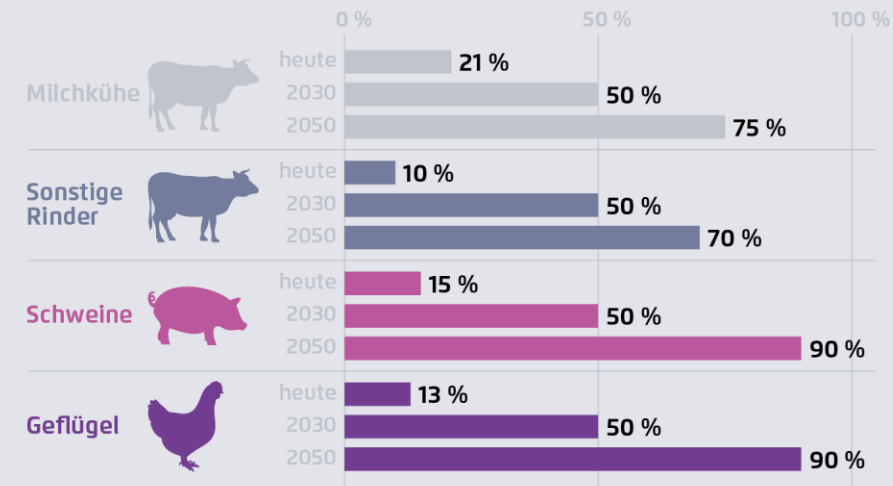 0 % 50 % 100 %
Milchkühe
heute 21 %
2030 50 %
2050 75 %
Sonstige
Rinder
heute 10 %
2030 50 %
2050 70 %
Schweine
heute 15 %
2030 50 %
2050 90 %
Geflügel
heute 13 %
2030 50 %
2050 90 %